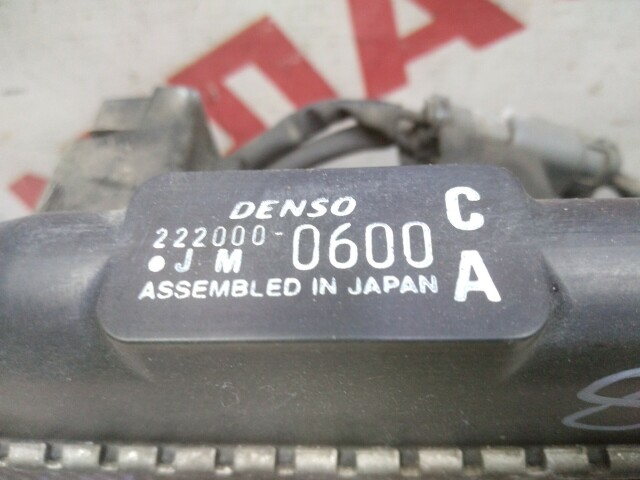 DENSO
222000-0600 C
•J M A
ASSEMBLED IN JAPAN